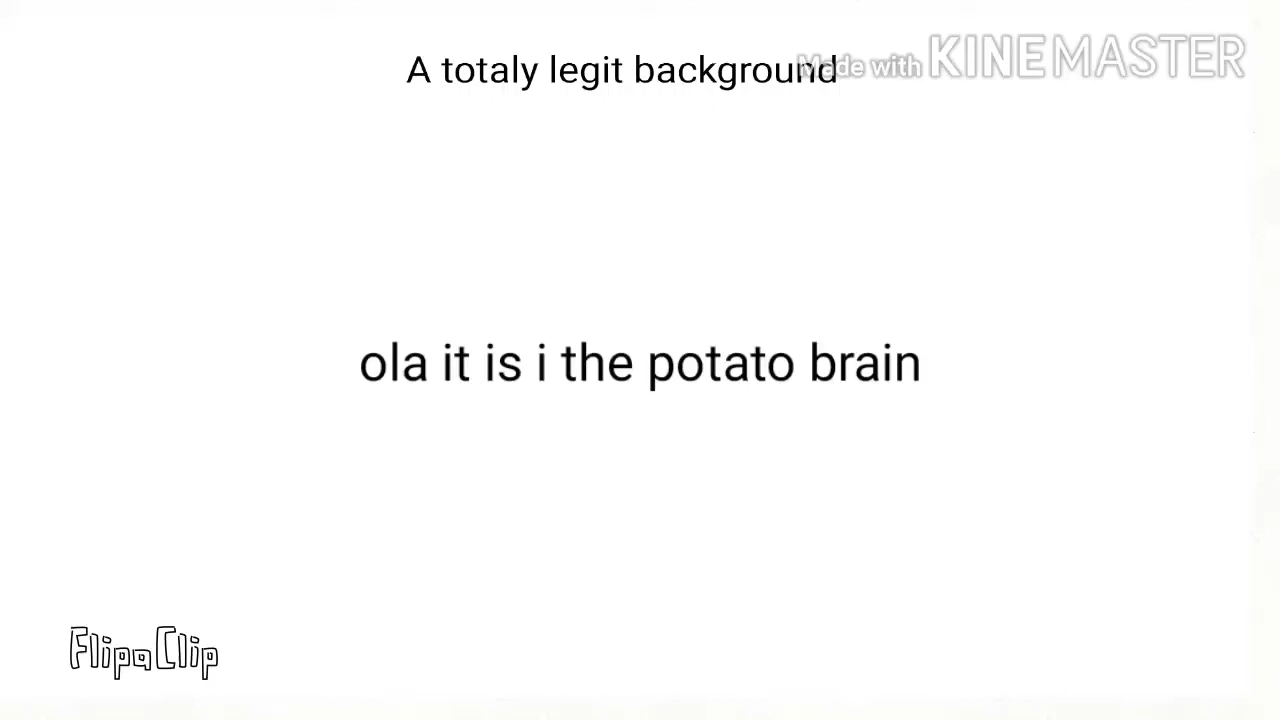 A totaly legit background
Made with KINEMASTER
ola it is i the potato brain
FlipaClip